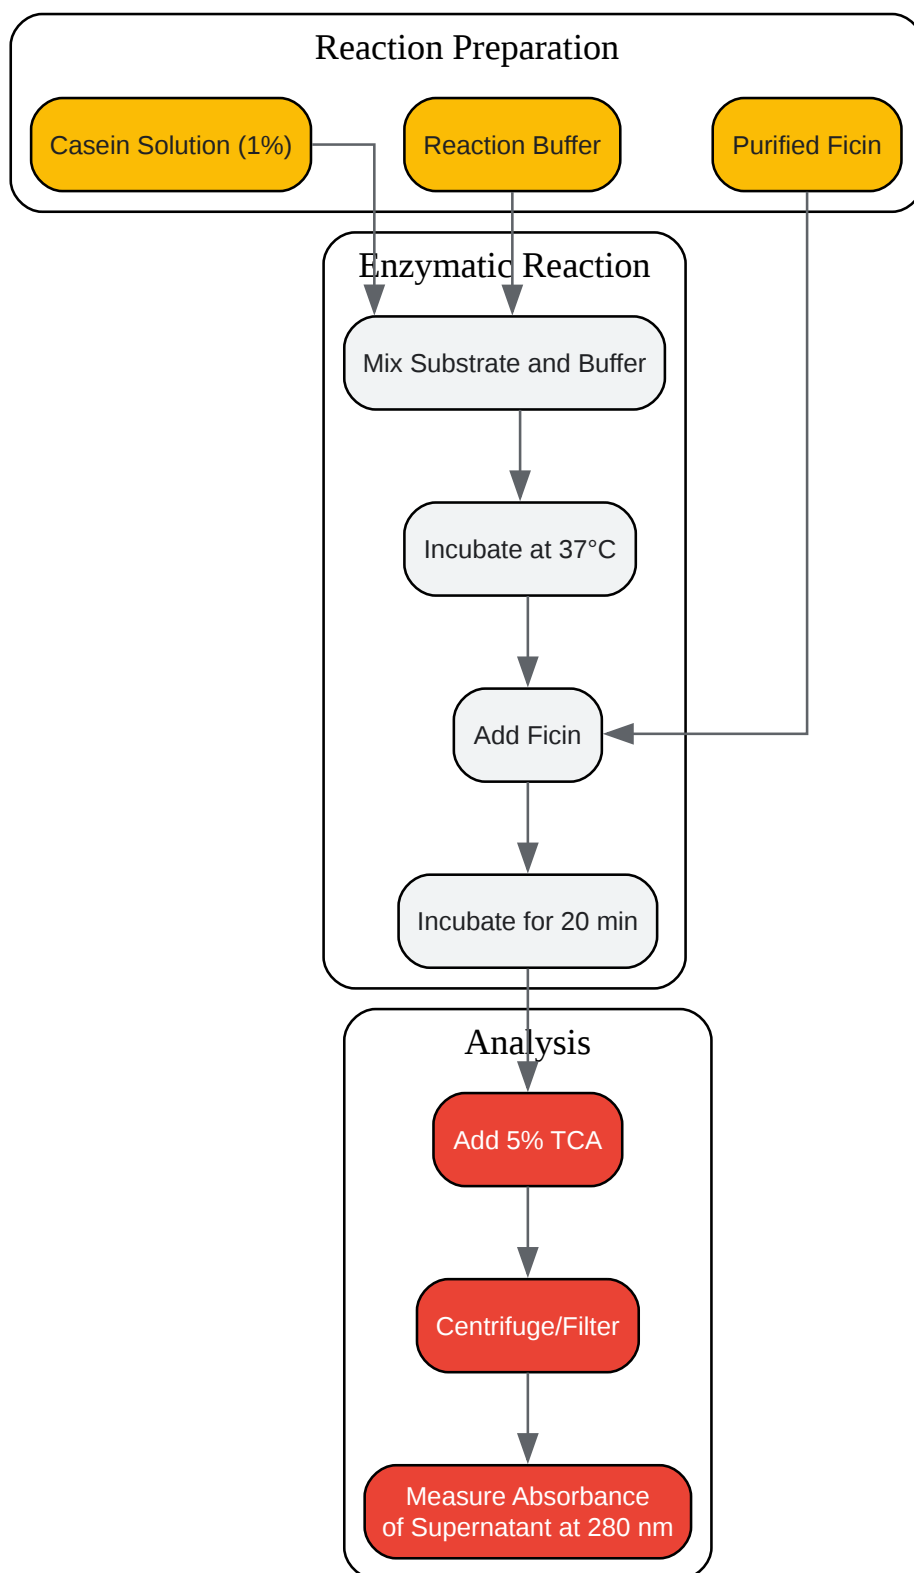 Reaction Preparation
Casein Solution (1%)
Reaction Buffer
Purified Ficin
Enzymatic Reaction
Mix Substrate and Buffer
Incubate at 37°C
Add Ficin
Incubate for 20 min
Analysis
Add 5% TCA
Centrifuge/Filter
Measure Absorbance
of Supernatant at 280 nm